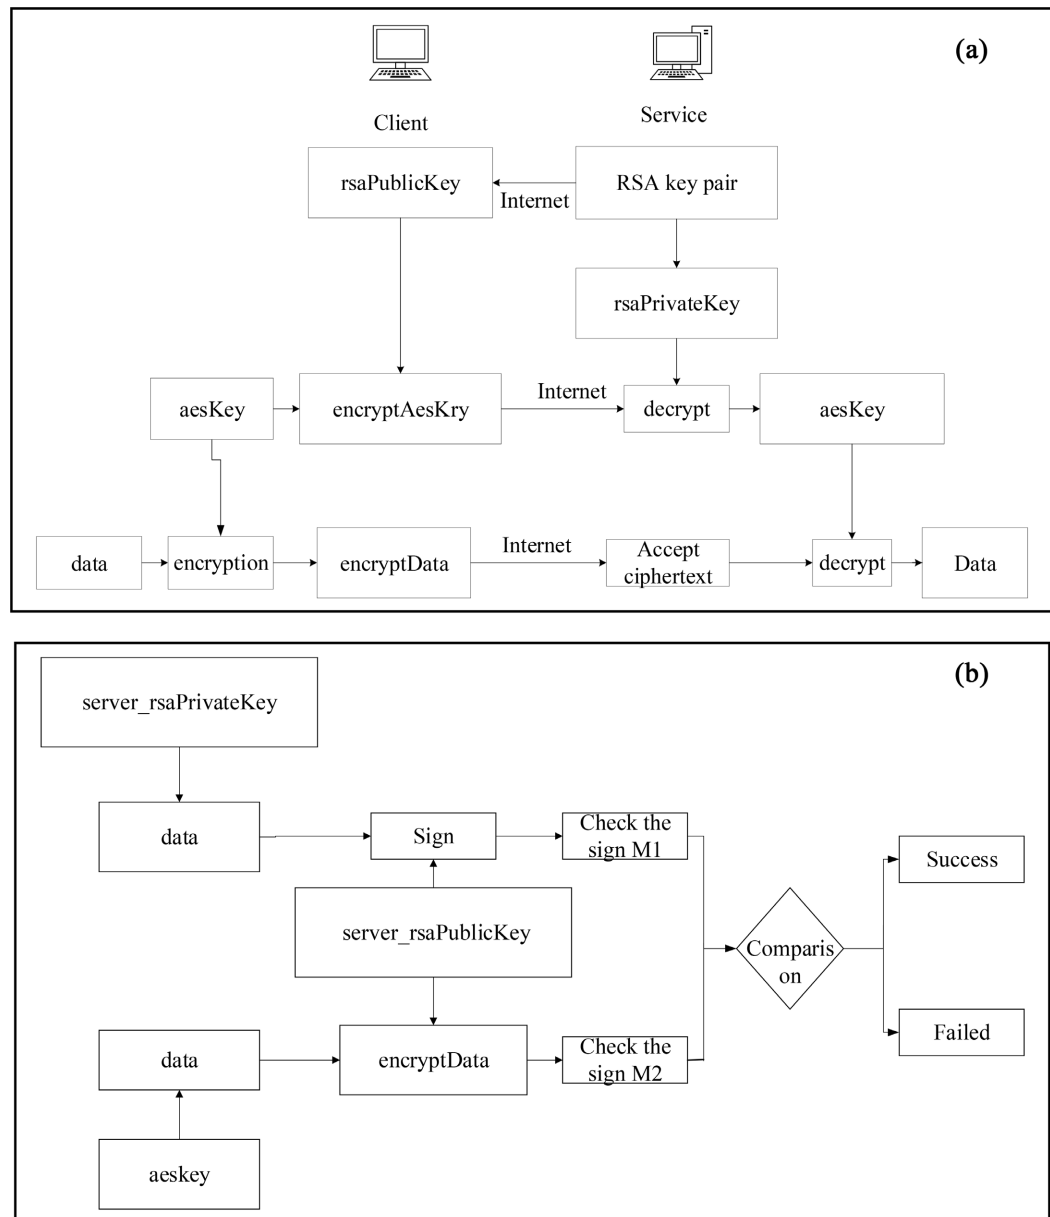 (a)
Client
Service
rsaPublicKey
Internet
RSA key pair
rsaPrivateKey
aesKey
encryptAesKry
Internet
decrypt
aesKey
data
encryption
encryptData
Internet
Accept
ciphertext
decrypt
Data
(b)
server_rsaPrivateKey
data
Sign
Check the
sign M1
Success
server_rsaPublicKey
Comparis
on
data
encryptData
Check the
sign M2
Failed
aeskey